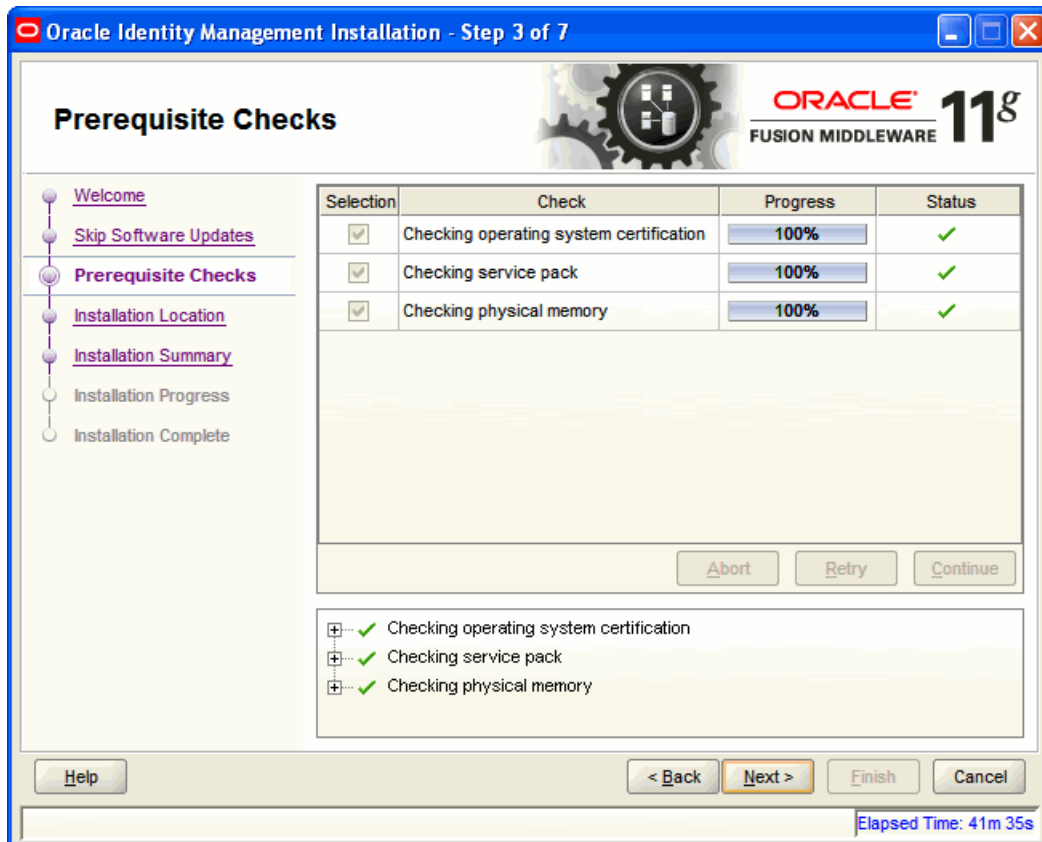 Oracle Identity Management Installation - Step 3 of 7
Prerequisite Checks
ORACLE
FUSION MIDDLEWARE
11g
Welcome
Skip Software Updates
Prerequisite Checks
Installation Location
Installation Summary
Installation Progress
Installation Complete
Selection Check Progress Status
Checking operating system certification 100%
Checking service pack 100%
Checking physical memory 100%
Abort Retry Continue
Checking operating system certification
Checking service pack
Checking physical memory
Help < Back Next > Finish Cancel
Elapsed Time: 41m 35s